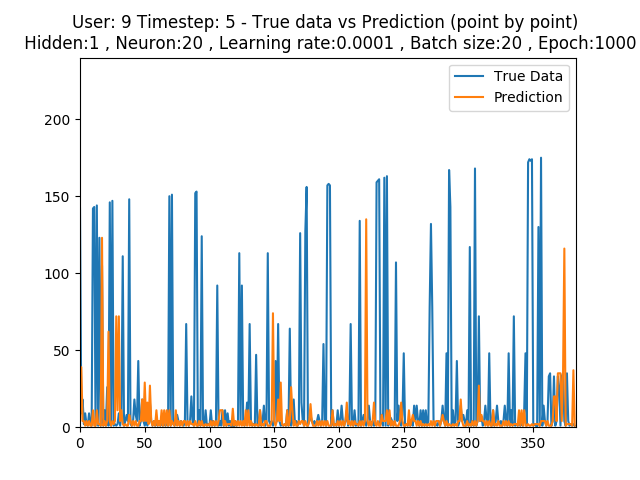 User: 9 Timestep: 5 - True data vs Prediction (point by point)
Hidden:1 , Neuron:20 , Learning rate:0.0001 , Batch size:20 , Epoch:1000
True Data
Prediction
200
150
100
50
0
0 50 100 150 200 250 300 350